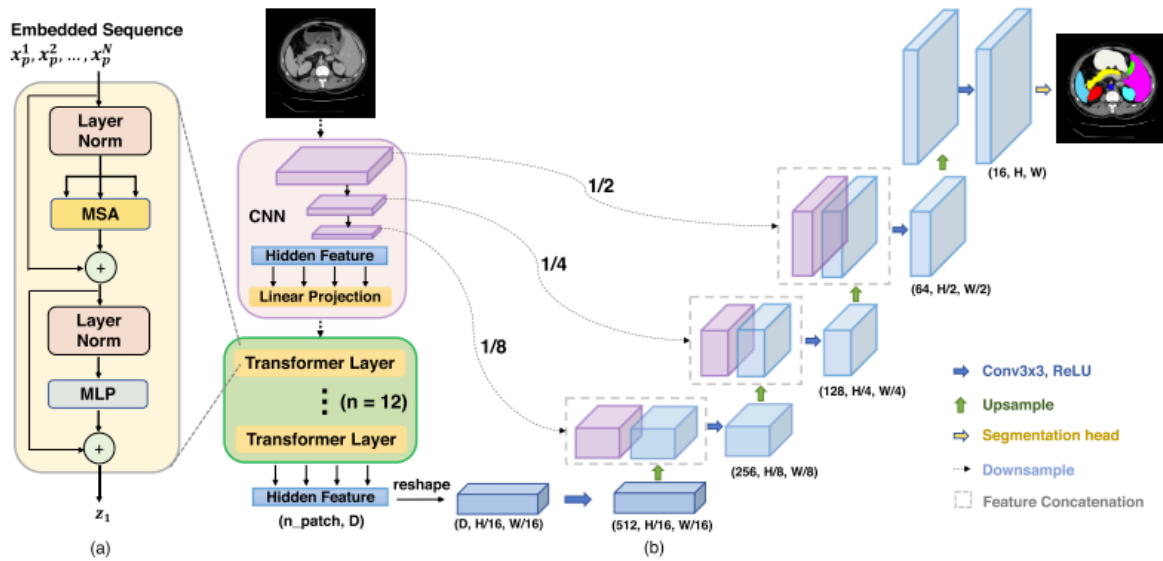 Embedded Sequence
x_p^1, x_p^2, ... , x_p^N
Layer
Norm
MSA
+
Layer
Norm
MLP
+
z_1
(a)
CNN
Hidden Feature
Linear Projection
Transformer Layer
(n = 12)
Transformer Layer
Hidden Feature
(n_patch, D)
reshape
(D, H/16, W/16)
(512, H/16, W/16)
(b)
1/2
1/4
1/8
(256, H/8, W/8)
(128, H/4, W/4)
(64, H/2, W/2)
(16, H, W)
Conv3x3, ReLU
Upsample
Segmentation head
Downsample
Feature Concatenation